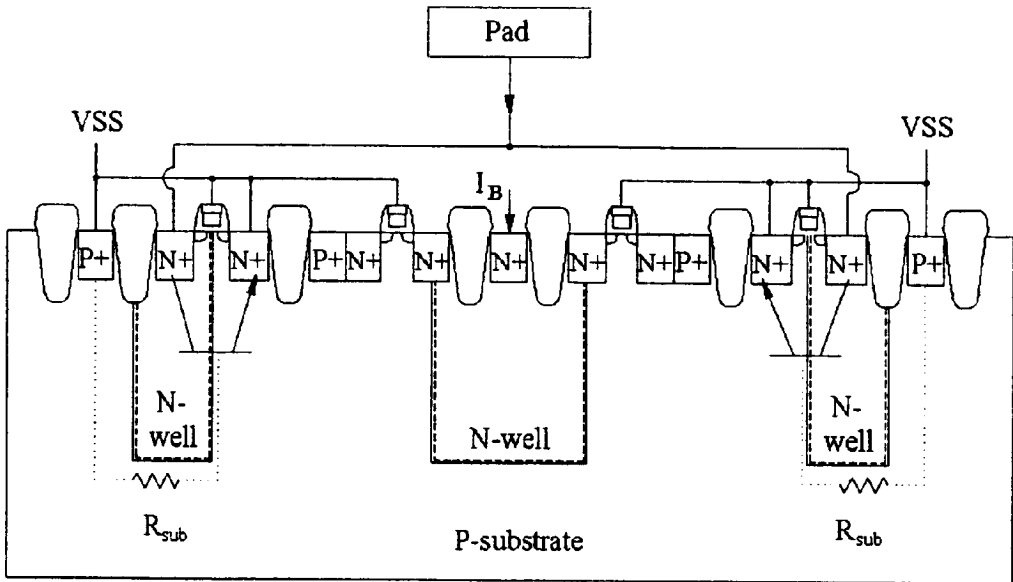 Pad
VSS
VSS
I_B
P+
N+
N+
P+
N+
N+
N+
N+
N+
P+
N+
N+
P+
N-
well
N-well
N-
well
R_sub
P-substrate
R_sub